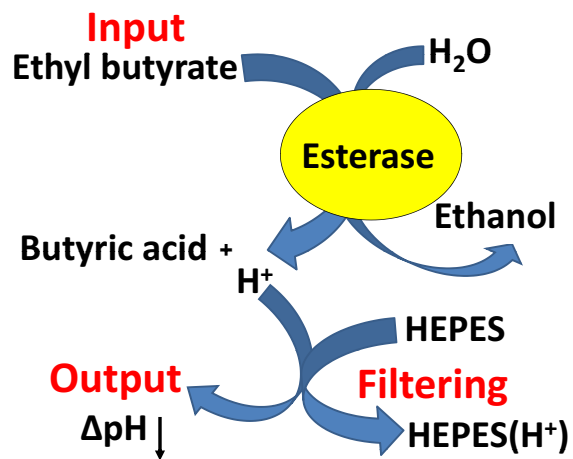 Input
Ethyl butyrate
H₂O
Esterase
Ethanol
Butyric acid +
H⁺
HEPES
Output
Filtering
ΔpH ↓
HEPES(H⁺)